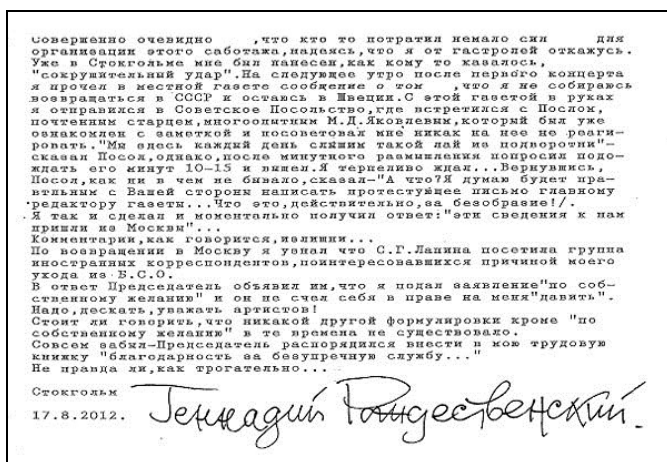 Совершенно очевидно ,что кто то потратил немало сил для
организации этого саботажа,надеясь,что я от гастролей откажусь.
Уже в Стокгольме мне был нанесен,как кому то казалось,
"сокрушительный удар".На следующее утро после первого концерта
я прочел в местной газете сообщение о том ,что я не собираюсь
возвращаться в СССР и остаюсь в Швеции.С этой газетой в руках
я отправился в Советское Посольство,где встретился с Послом,
почтенным старцем,многоопытным М.Д.Яковлевым,который был уже
ознакомлен с заметкой и посоветовал мне никак на нее не реаги-
ровать."Мы здесь каждый день слышим такой лай из подворотни"-
сказал Посол,однако,после минутного размышления попросил подо-
ждать его минут 10-15 и вышел.Я терпеливо ждал...Вернувшись,
Посол,как ни в чем не бывало,сказал-"А что?Я думаю будет пра-
втльным с Вашей стороны написать протестующее письмо главному
редактору газеты...Что это,действительно,за безобразие!/.
Я так и сделал и моментально получил ответ:"эти сведения к нам
пришли из Москвы"...
Комментарии,как говорится,излишни...
По возвращении в Москву я узнал что С.Г.Лапина посетила группа
иностранных корреспондентов,поинтересовавшихся причиной моего
ухода из Б.С.О.
В ответ Председатель объявил им,что я подал заявление"по соб-
ственному желанию" и он не счел себя в праве на меня"давить".
Надо,дескать,уважать артистов!
Стоит ли говорить,что никакой другой формулировки кроме "по
собственному желанию" в те времена не существовало.
Совсем забыл-Председатель распорядился внести в мою трудовую
книжку "благодарность за безупречную службу..."
Не правда ли,как трогательно...
Стокгольм
17.8.2012. Геннадий Рождественский.